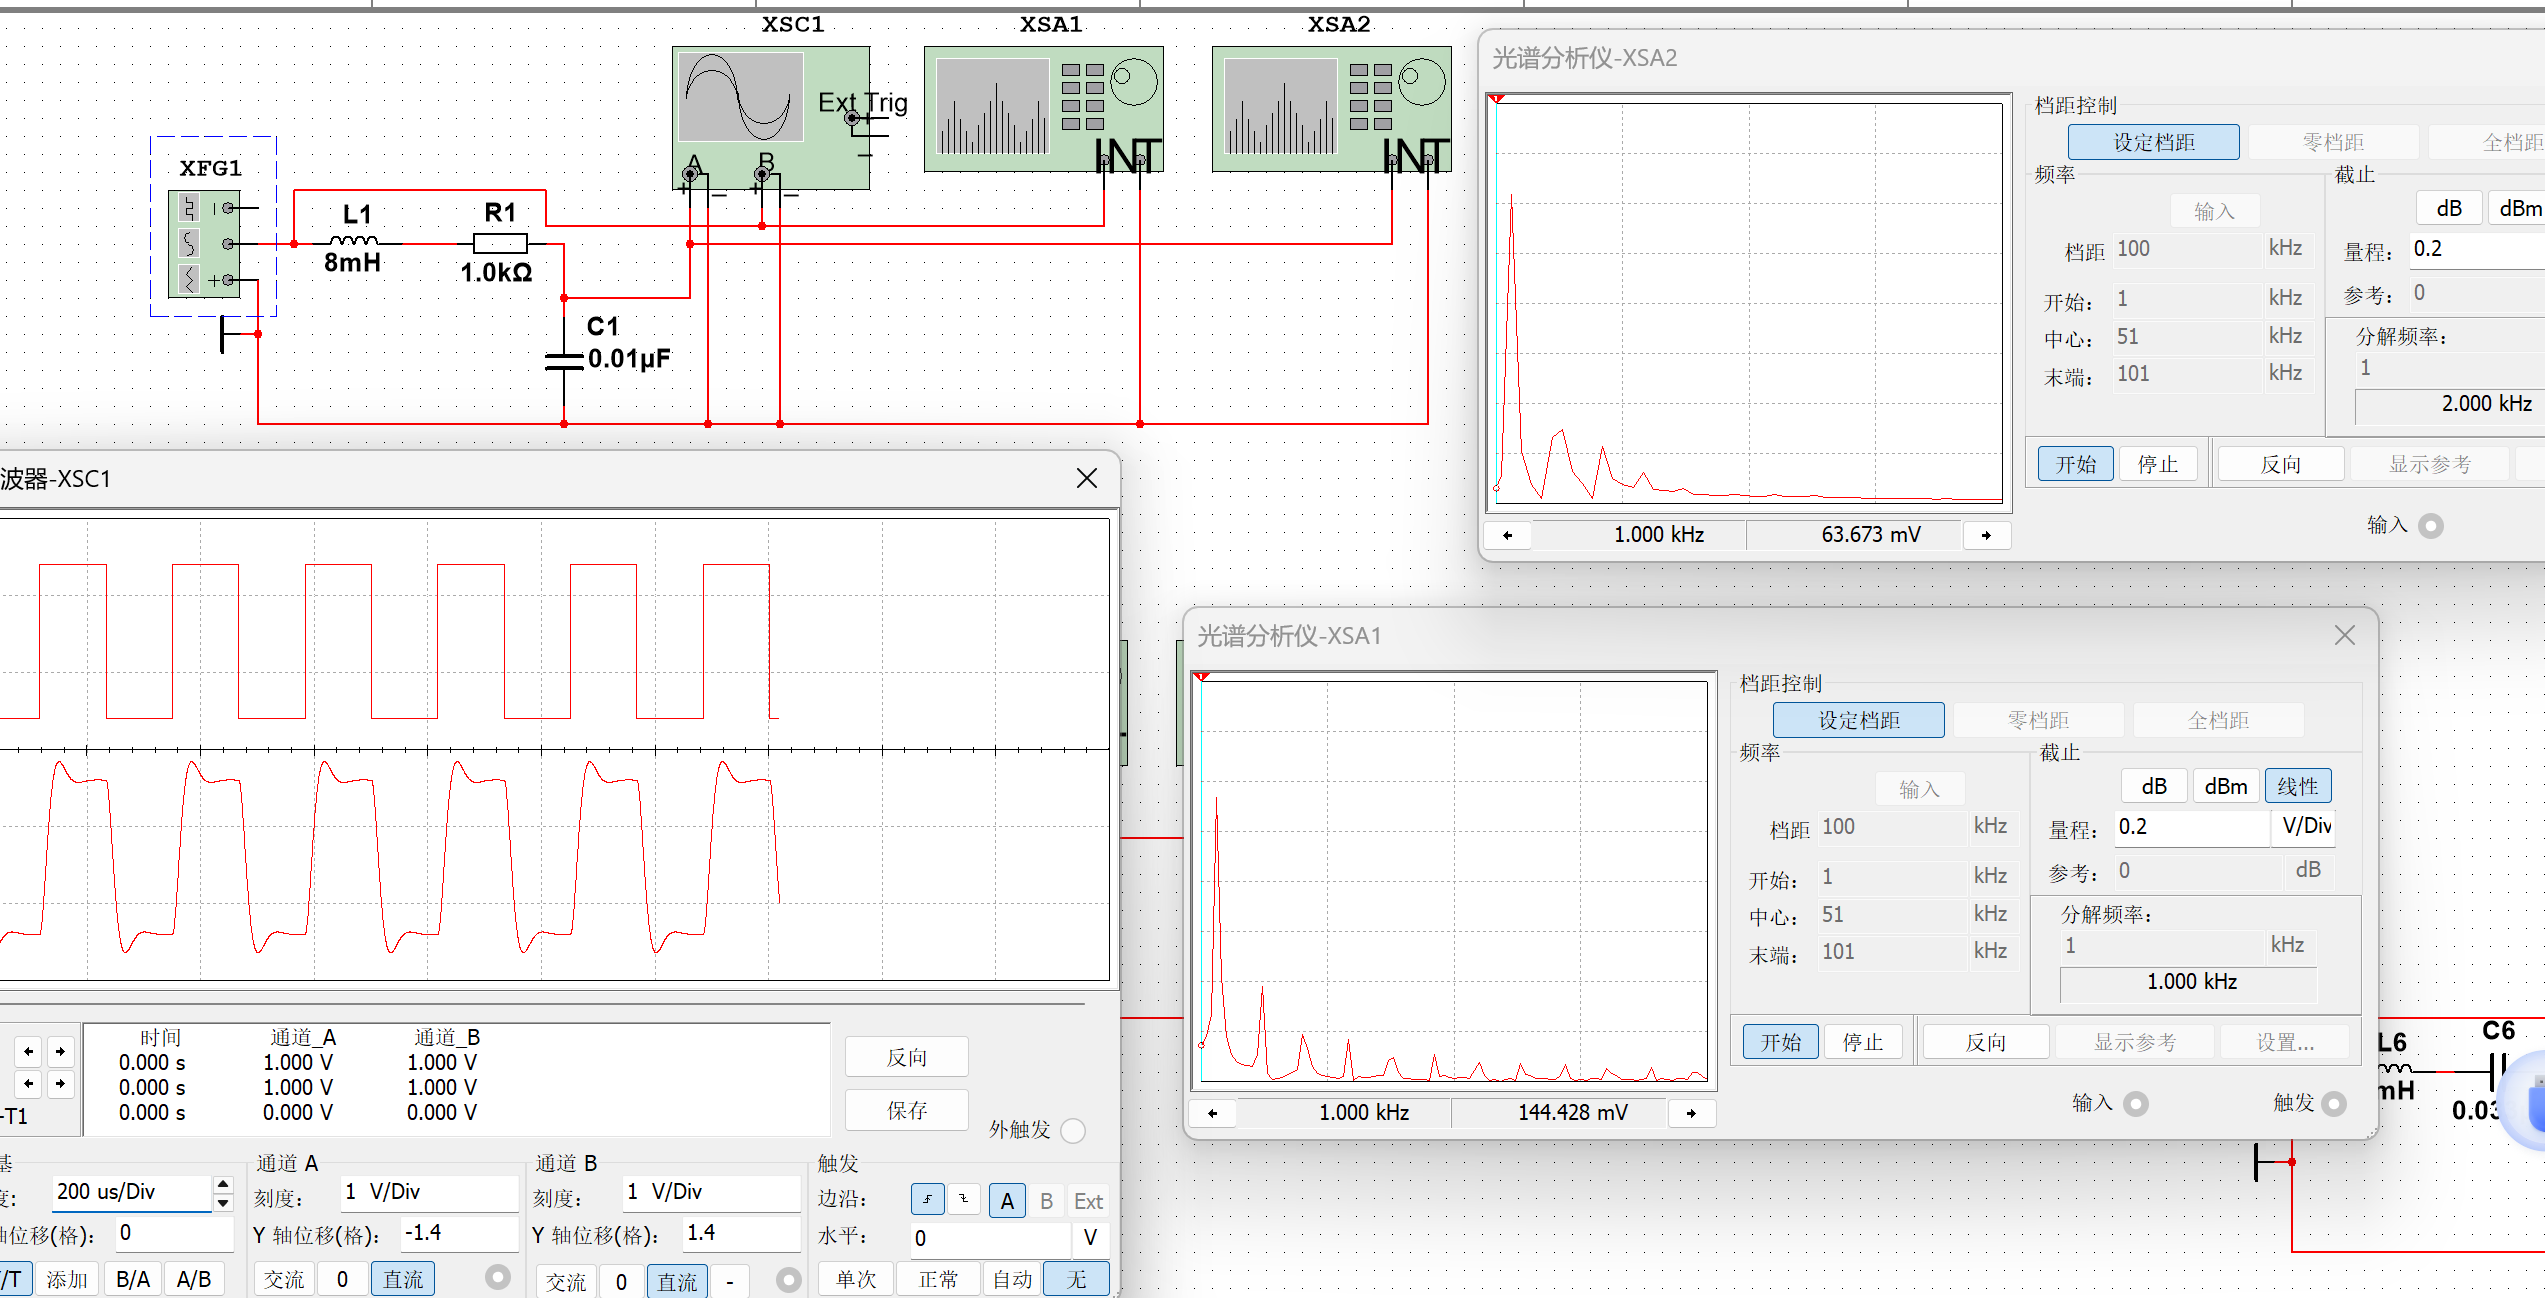 XSC1
XSA1
XSA2
XFG1
Ext Trig
A
B
INT
INT
L1
8mH
R1
1.0kΩ
C1
0.01µF
光谱分析仪-XSA2
1.000 kHz
63.673 mV
档距控制
设定档距
零档距
全档距
频率
截止
输入
dB
dBm
档距
100
kHz
量程:
0.2
开始:
1
kHz
参考:
0
中心:
51
kHz
分解频率:
末端:
101
kHz
1
2.000 kHz
开始
停止
反向
显示参考
输入
波器-XSC1
时间
通道_A
通道_B
0.000 s
1.000 V
1.000 V
0.000 s
1.000 V
1.000 V
0.000 s
0.000 V
0.000 V
-T1
反向
保存
外触发
基
度:
200 us/Div
轴位移(格):
0
/T
添加
B/A
A/B
通道 A
刻度:
1 V/Div
Y 轴位移(格):
-1.4
交流
0
直流
通道 B
刻度:
1 V/Div
Y 轴位移(格):
1.4
交流
0
直流
-
触发
边沿:
A
B
Ext
水平:
0
V
单次
正常
自动
无
光谱分析仪-XSA1
1.000 kHz
144.428 mV
档距控制
设定档距
零档距
全档距
频率
截止
输入
dB
dBm
线性
档距
100
kHz
量程:
0.2
V/Div
开始:
1
kHz
参考:
0
dB
中心:
51
kHz
分解频率:
末端:
101
kHz
1
kHz
1.000 kHz
开始
停止
反向
显示参考
设置...
输入
触发
L6
mH
C6
0.03